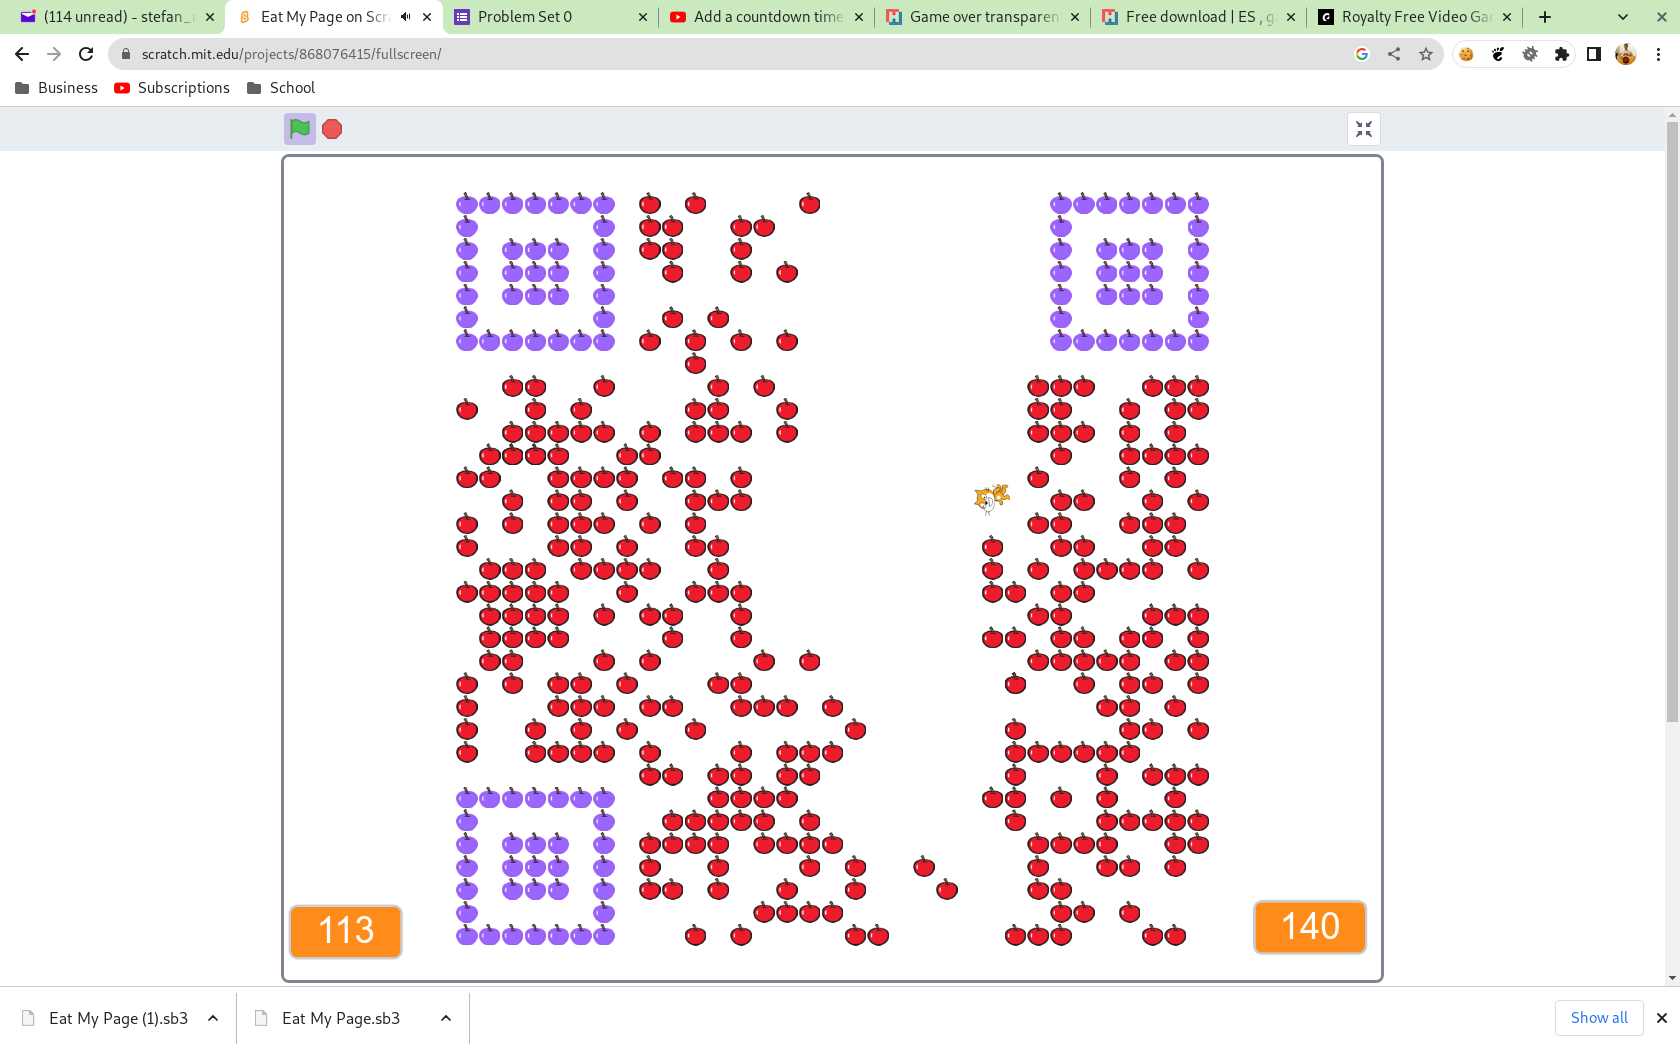 (114 unread) - stefan_
Eat My Page on Scra
Problem Set 0
Add a countdown time
Game over transparen
Free download | ES , g
Royalty Free Video Gar
scratch.mit.edu/projects/868076415/fullscreen/
Business
Subscriptions
School
113
140
Eat My Page (1).sb3
Eat My Page.sb3
Show all